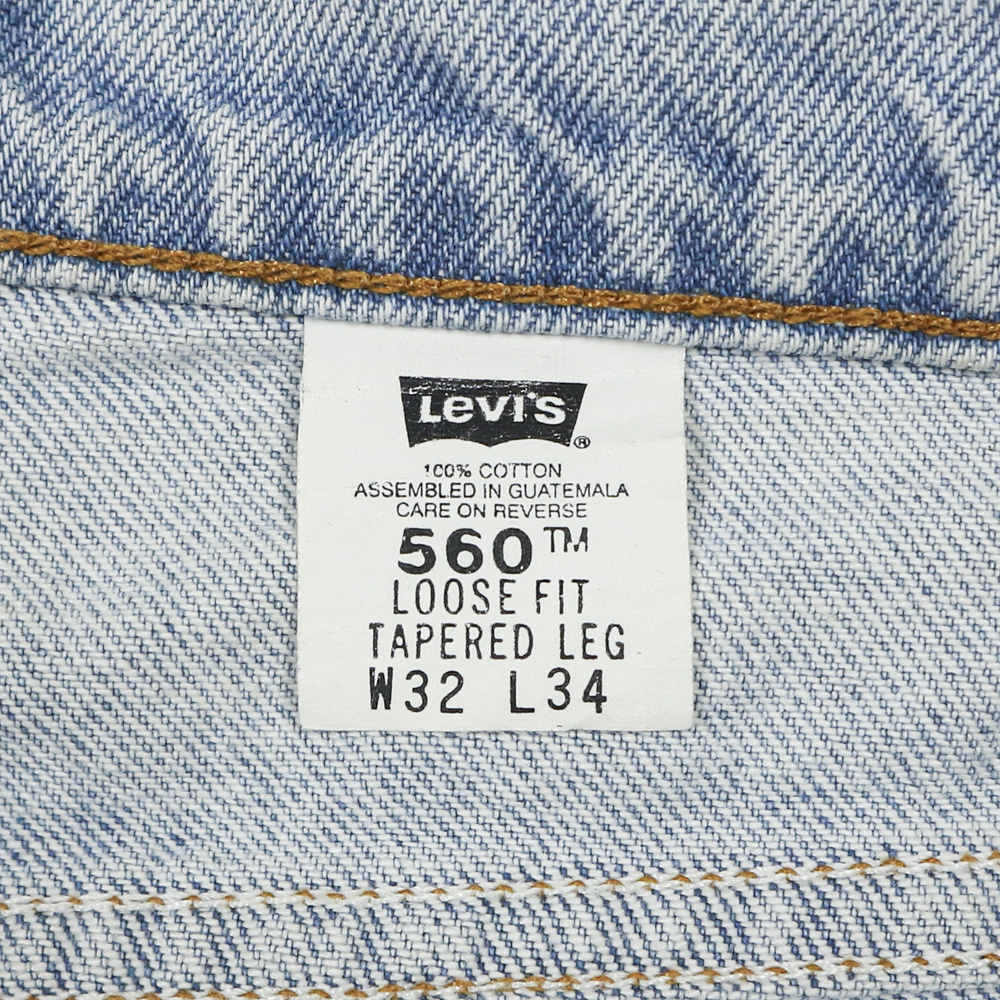 Levi's®
100% COTTON
ASSEMBLED IN GUATEMALA
CARE ON REVERSE
560™
LOOSE FIT
TAPERED LEG
W32 L34